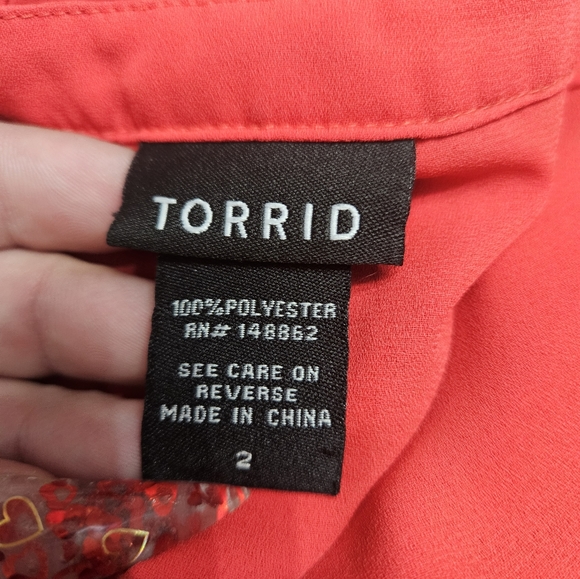 TORRID
100%POLYESTER
RN# 148862
SEE CARE ON
REVERSE
MADE IN CHINA
2